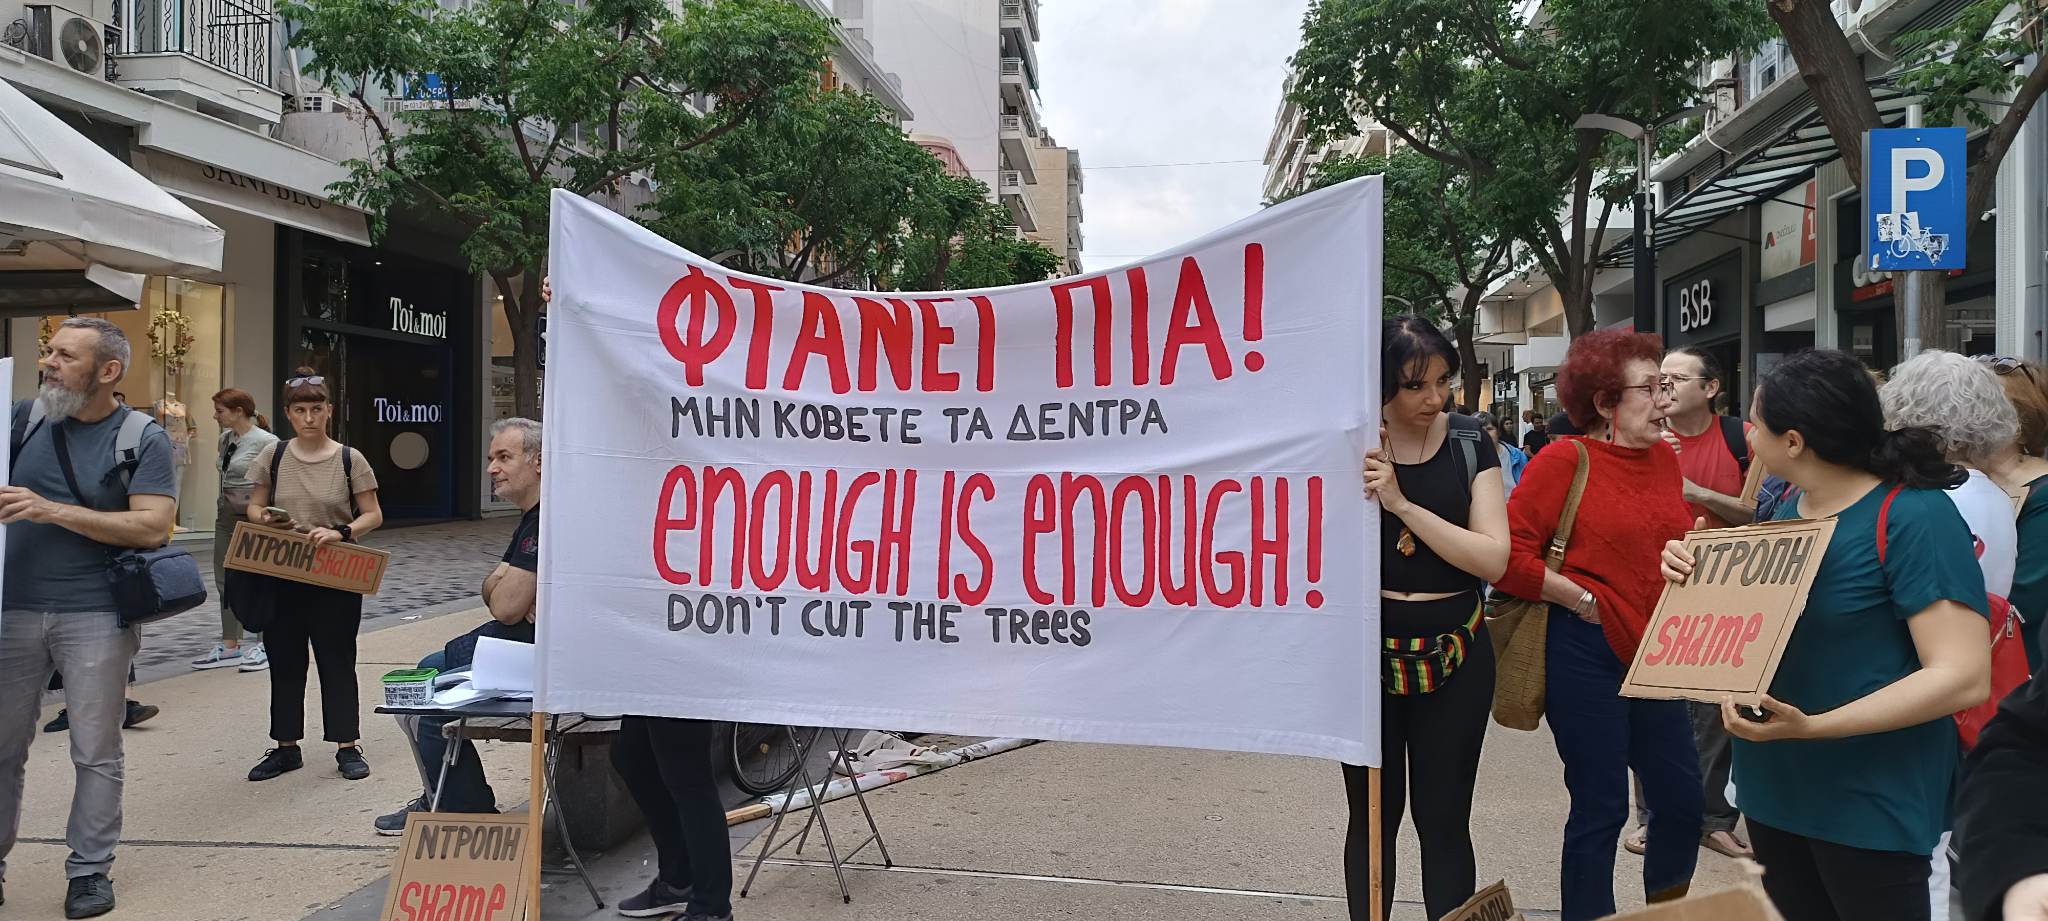 ΦΤΑΝΕΙ ΠΙΑ!
ΜΗΝ ΚΟΒΕΤΕ ΤΑ ΔΕΝΤΡΑ
enough is enough!
Don't cut the trees
ΝΤΡΟΠΗ shame
ΝΤΡΟΠΗ
shame
ΝΤΡΟΠΗ
shame
ΝΤΡΟΠΗ
Toi&moi
Toi&moi
BSB
P